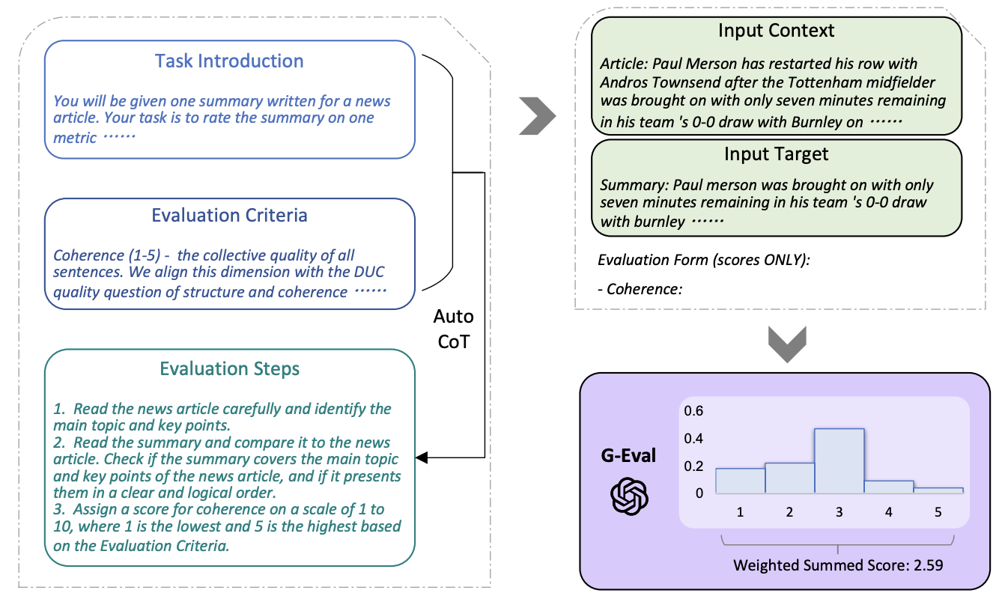 Task Introduction
You will be given one summary written for a news
article. Your task is to rate the summary on one
metric ······
Evaluation Criteria
Coherence (1-5) - the collective quality of all
sentences. We align this dimension with the DUC
quality question of structure and coherence ······
Auto
CoT
Evaluation Steps
1. Read the news article carefully and identify the
main topic and key points.
2. Read the summary and compare it to the news
article. Check if the summary covers the main topic
and key points of the news article, and if it presents
them in a clear and logical order.
3. Assign a score for coherence on a scale of 1 to
10, where 1 is the lowest and 5 is the highest based
on the Evaluation Criteria.
Input Context
Article: Paul Merson has restarted his row with
Andros Townsend after the Tottenham midfielder
was brought on with only seven minutes remaining
in his team 's 0-0 draw with Burnley on ······
Input Target
Summary: Paul merson was brought on with only
seven minutes remaining in his team 's 0-0 draw
with burnley ······
Evaluation Form (scores ONLY):
- Coherence:
G-Eval
0.6
0.4
0.2
0
1 2 3 4 5
Weighted Summed Score: 2.59